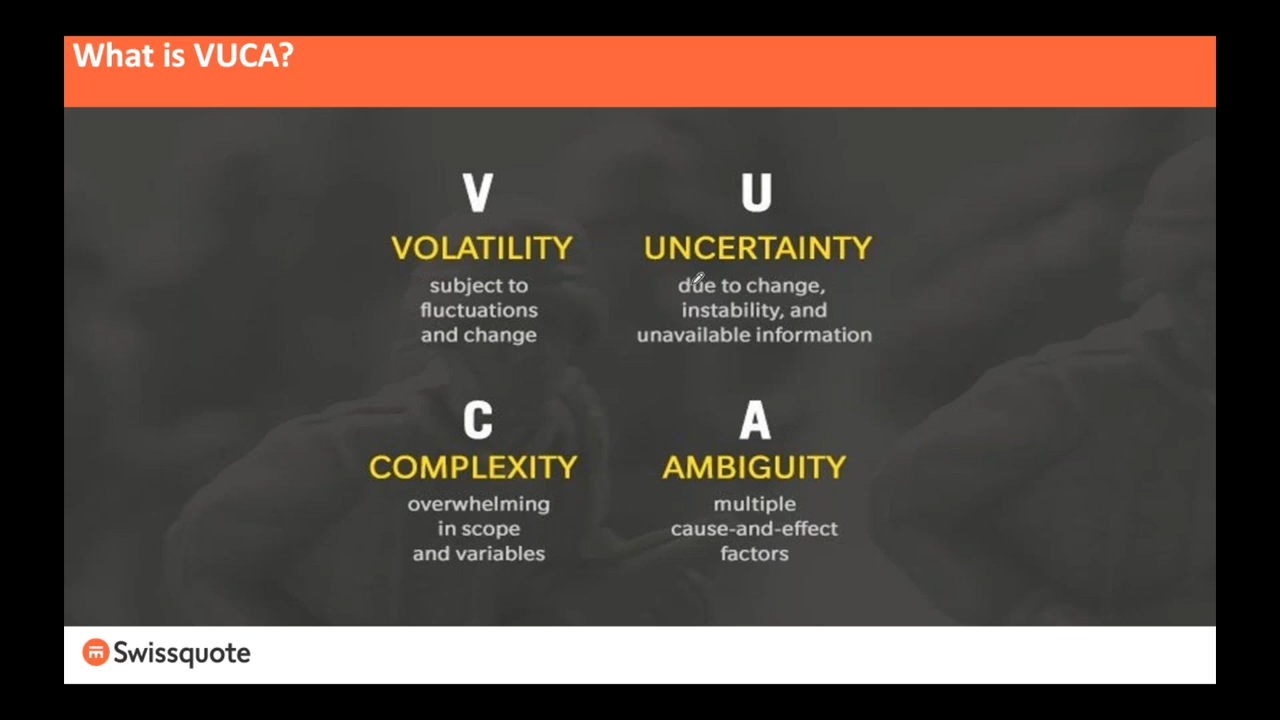 What is VUCA?
V
VOLATILITY
subject to
fluctuations
and change
U
UNCERTAINTY
due to change,
instability, and
unavailable information
C
COMPLEXITY
overwhelming
in scope
and variables
A
AMBIGUITY
multiple
cause-and-effect
factors
Swissquote